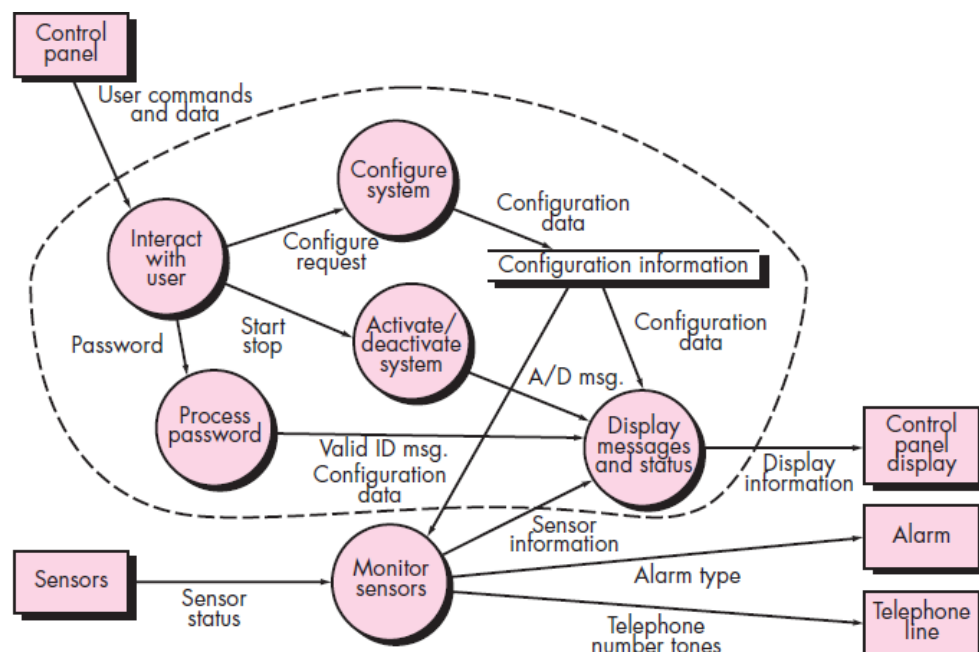 Control
panel
User commands
and data
Configure
system
Configuration
data
Interact
with
user
Configure
request
Configuration information
Password
Start
stop
Activate/
deactivate
system
Configuration
data
A/D msg.
Process
password
Valid ID msg.
Configuration
data
Display
messages
and status
Control
panel
display
Display
information
Sensor
information
Sensors
Sensor
status
Monitor
sensors
Alarm type
Alarm
Telephone
number tones
Telephone
line